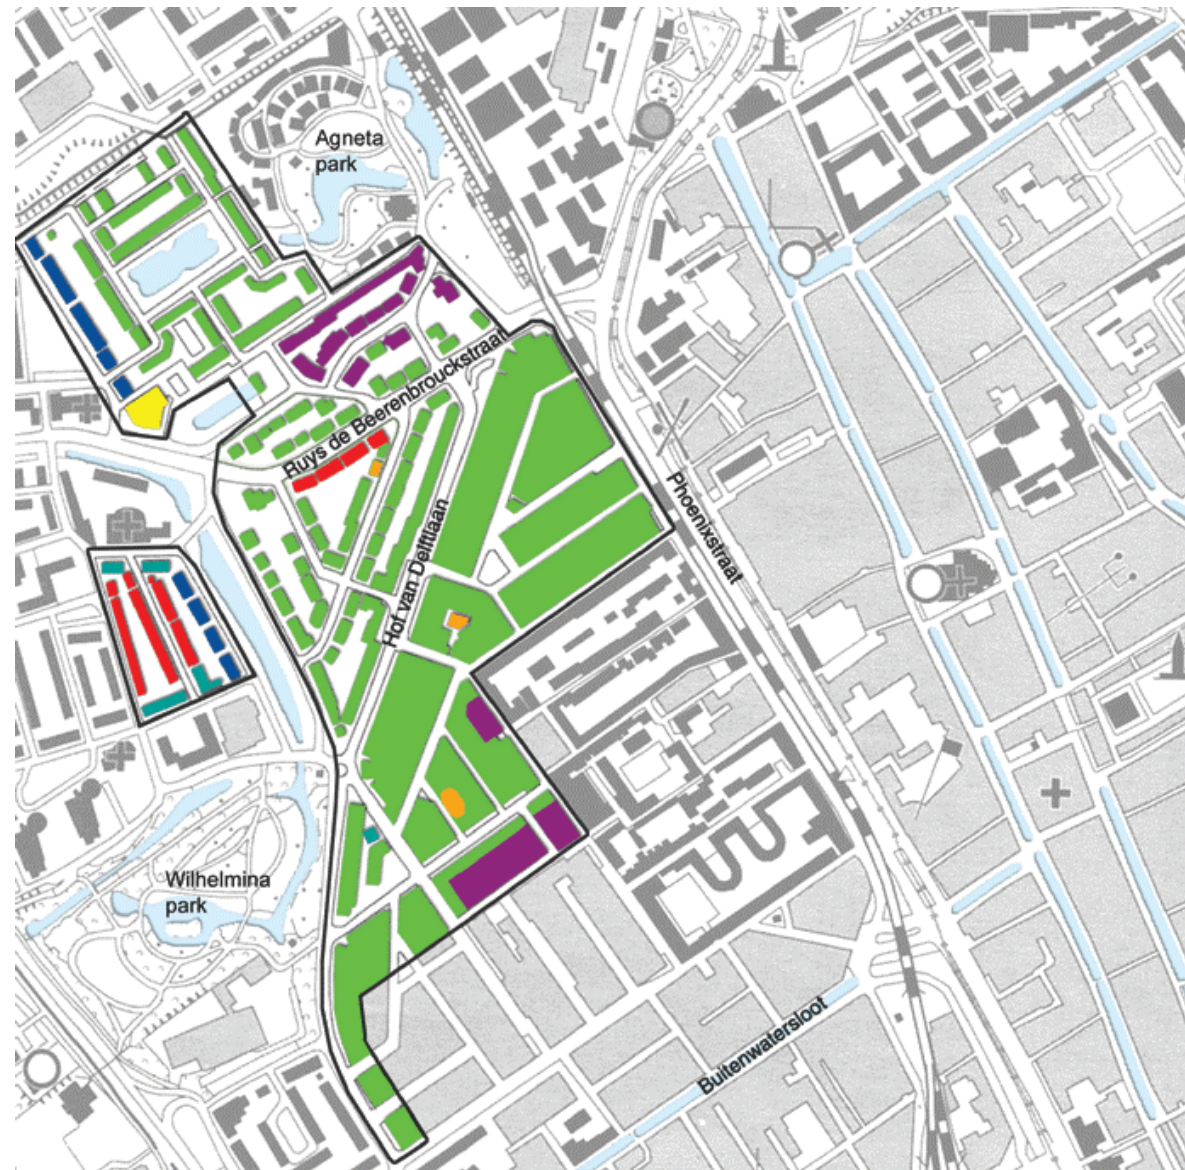 Agneta
park
Ruys de Beerenbrouckstraat
Phoenixstraat
Hof van Delftlaan
Wilhelmina
park
Buitenwatersloot